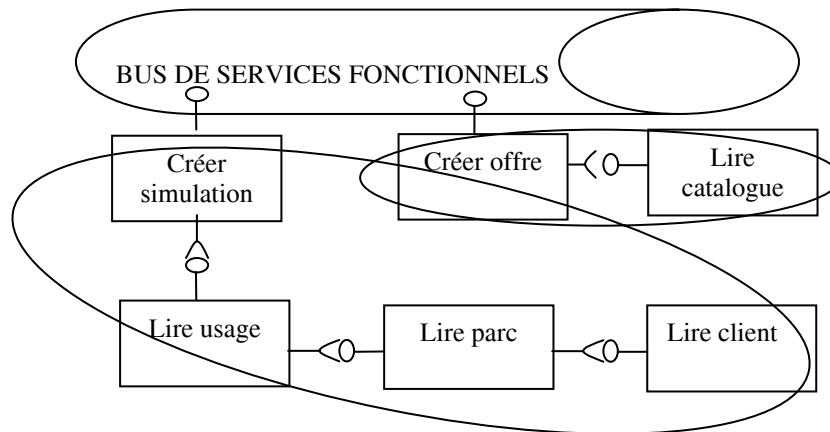 BUS DE SERVICES FONCTIONNELS
Créer
simulation
Créer offre
Lire
catalogue
Lire usage
Lire parc
Lire client